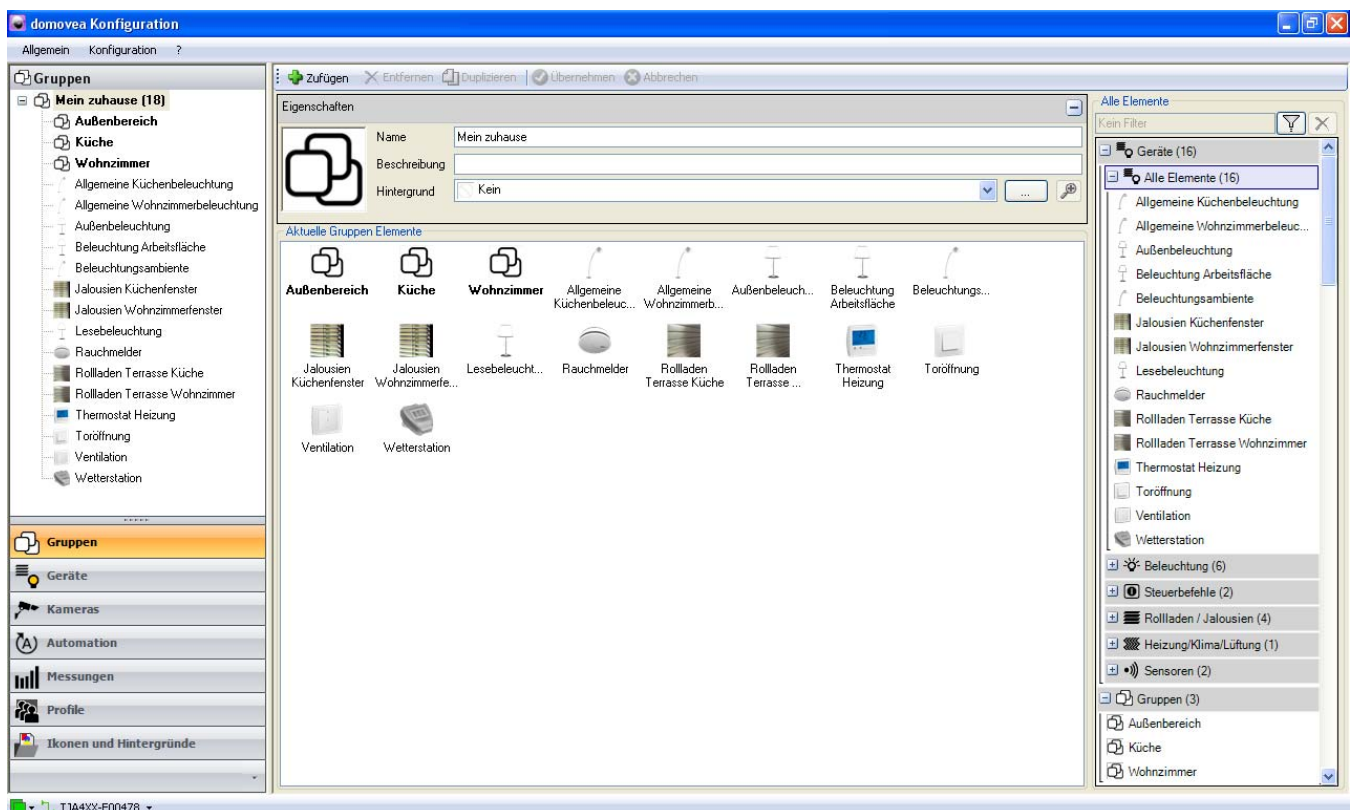 domovea Konfiguration
Allgemein Konfiguration ?
Gruppen
Mein zuhause (18)
Außenbereich
Küche
Wohnzimmer
Allgemeine Küchenbeleuchtung
Allgemeine Wohnzimmerbeleuchtung
Außenbeleuchtung
Beleuchtung Arbeitsfläche
Beleuchtungsambiente
Jalousien Küchenfenster
Jalousien Wohnzimmerfenster
Lesebeleuchtung
Rauchmelder
Rollladen Terrasse Küche
Rollladen Terrasse Wohnzimmer
Thermostat Heizung
Toröffnung
Ventilation
Wetterstation
Gruppen
Geräte
Kameras
Automation
Messungen
Profile
Ikonen und Hintergründe
Zufügen Entfernen Duplizieren Übernehmen Abbrechen
Eigenschaften
Name Mein zuhause
Beschreibung
Hintergrund Kein ...
Aktuelle Gruppen Elemente
Außenbereich Küche Wohnzimmer Allgemeine Küchenbeleuc... Allgemeine Wohnzimmerb... Außenbeleuch... Beleuchtung Arbeitsfläche Beleuchtungs...
Jalousien Küchenfenster Jalousien Wohnzimmerfe... Lesebeleucht... Rauchmelder Rollladen Terrasse Küche Rollladen Terrasse ... Thermostat Heizung Toröffnung
Ventilation Wetterstation
Alle Elemente
Kein Filter
Geräte (16)
Alle Elemente (16)
Allgemeine Küchenbeleuchtung
Allgemeine Wohnzimmerbeleuc...
Außenbeleuchtung
Beleuchtung Arbeitsfläche
Beleuchtungsambiente
Jalousien Küchenfenster
Jalousien Wohnzimmerfenster
Lesebeleuchtung
Rauchmelder
Rollladen Terrasse Küche
Rollladen Terrasse Wohnzimmer
Thermostat Heizung
Toröffnung
Ventilation
Wetterstation
Beleuchtung (6)
Steuerbefehle (2)
Rollladen / Jalousien (4)
Heizung/Klima/Lüftung (1)
Sensoren (2)
Gruppen (3)
Außenbereich
Küche
Wohnzimmer
TJA4XX-E00478